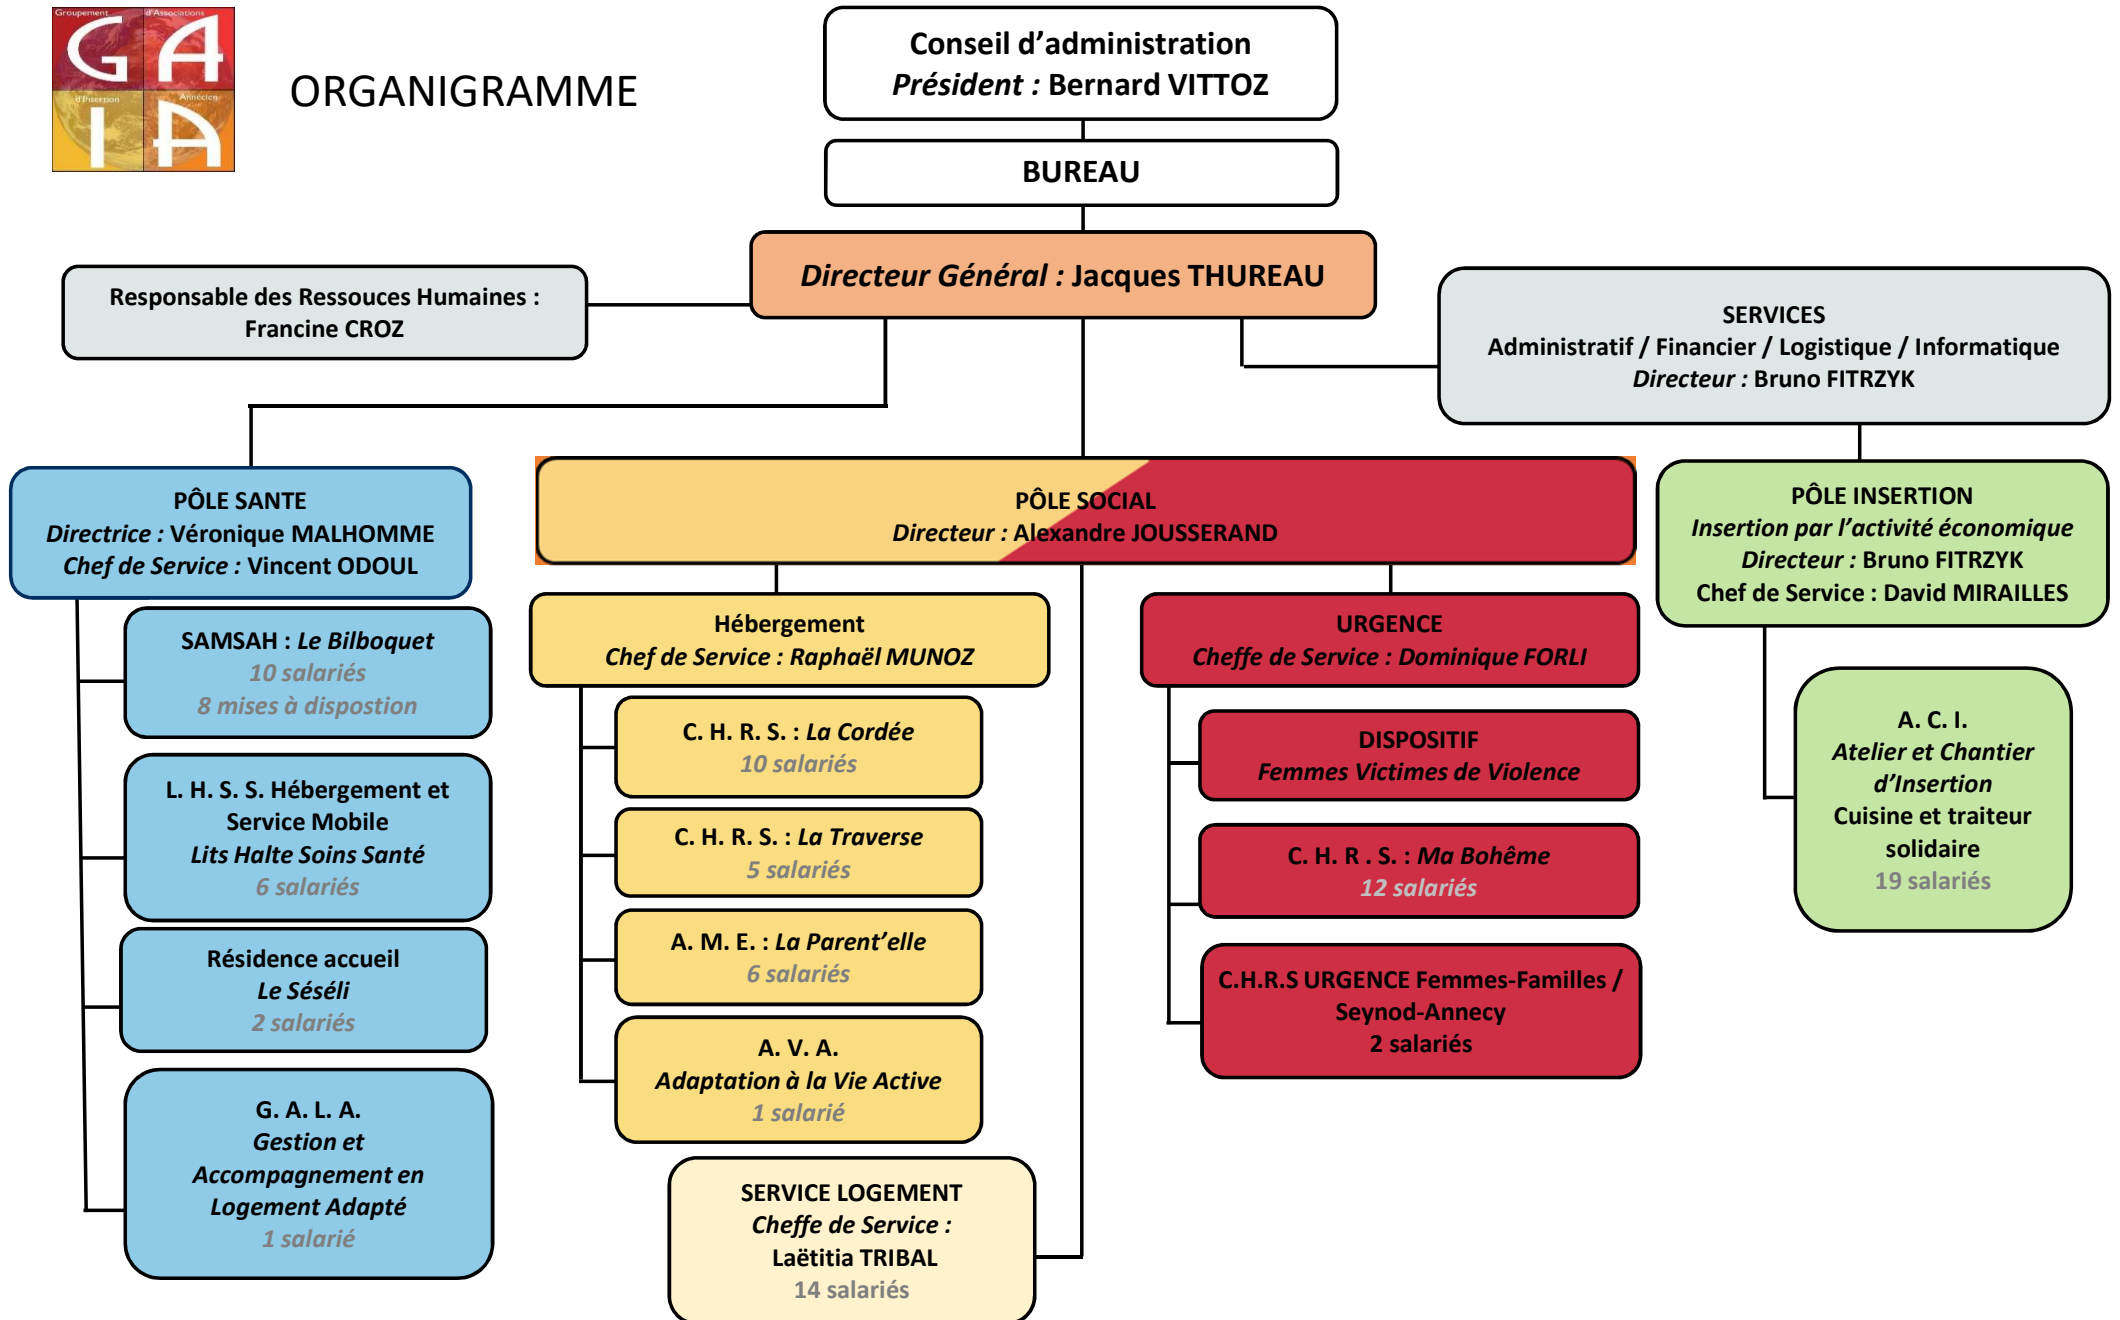 Groupement d'Associations
G A
d'Insertion Annécien
I A
ORGANIGRAMME
Conseil d’administration
Président : Bernard VITTOZ
BUREAU
Directeur Général : Jacques THUREAU
Responsable des Ressouces Humaines :
Francine CROZ
SERVICES
Administratif / Financier / Logistique / Informatique
Directeur : Bruno FITRZYK
PÔLE SANTE
Directrice : Véronique MALHOMME
Chef de Service : Vincent ODOUL
SAMSAH : Le Bilboquet
10 salariés
8 mises à dispostion
L. H. S. S. Hébergement et
Service Mobile
Lits Halte Soins Santé
6 salariés
Résidence accueil
Le Séséli
2 salariés
G. A. L. A.
Gestion et
Accompagnement en
Logement Adapté
1 salarié
PÔLE SOCIAL
Directeur : Alexandre JOUSSERAND
Hébergement
Chef de Service : Raphaël MUNOZ
C. H. R. S. : La Cordée
10 salariés
C. H. R. S. : La Traverse
5 salariés
A. M. E. : La Parent’elle
6 salariés
A. V. A.
Adaptation à la Vie Active
1 salarié
SERVICE LOGEMENT
Cheffe de Service :
Laëtitia TRIBAL
14 salariés
URGENCE
Cheffe de Service : Dominique FORLI
DISPOSITIF
Femmes Victimes de Violence
C. H. R . S. : Ma Bohême
12 salariés
C.H.R.S URGENCE Femmes-Familles /
Seynod-Annecy
2 salariés
PÔLE INSERTION
Insertion par l’activité économique
Directeur : Bruno FITRZYK
Chef de Service : David MIRAILLES
A. C. I.
Atelier et Chantier
d’Insertion
Cuisine et traiteur
solidaire
19 salariés